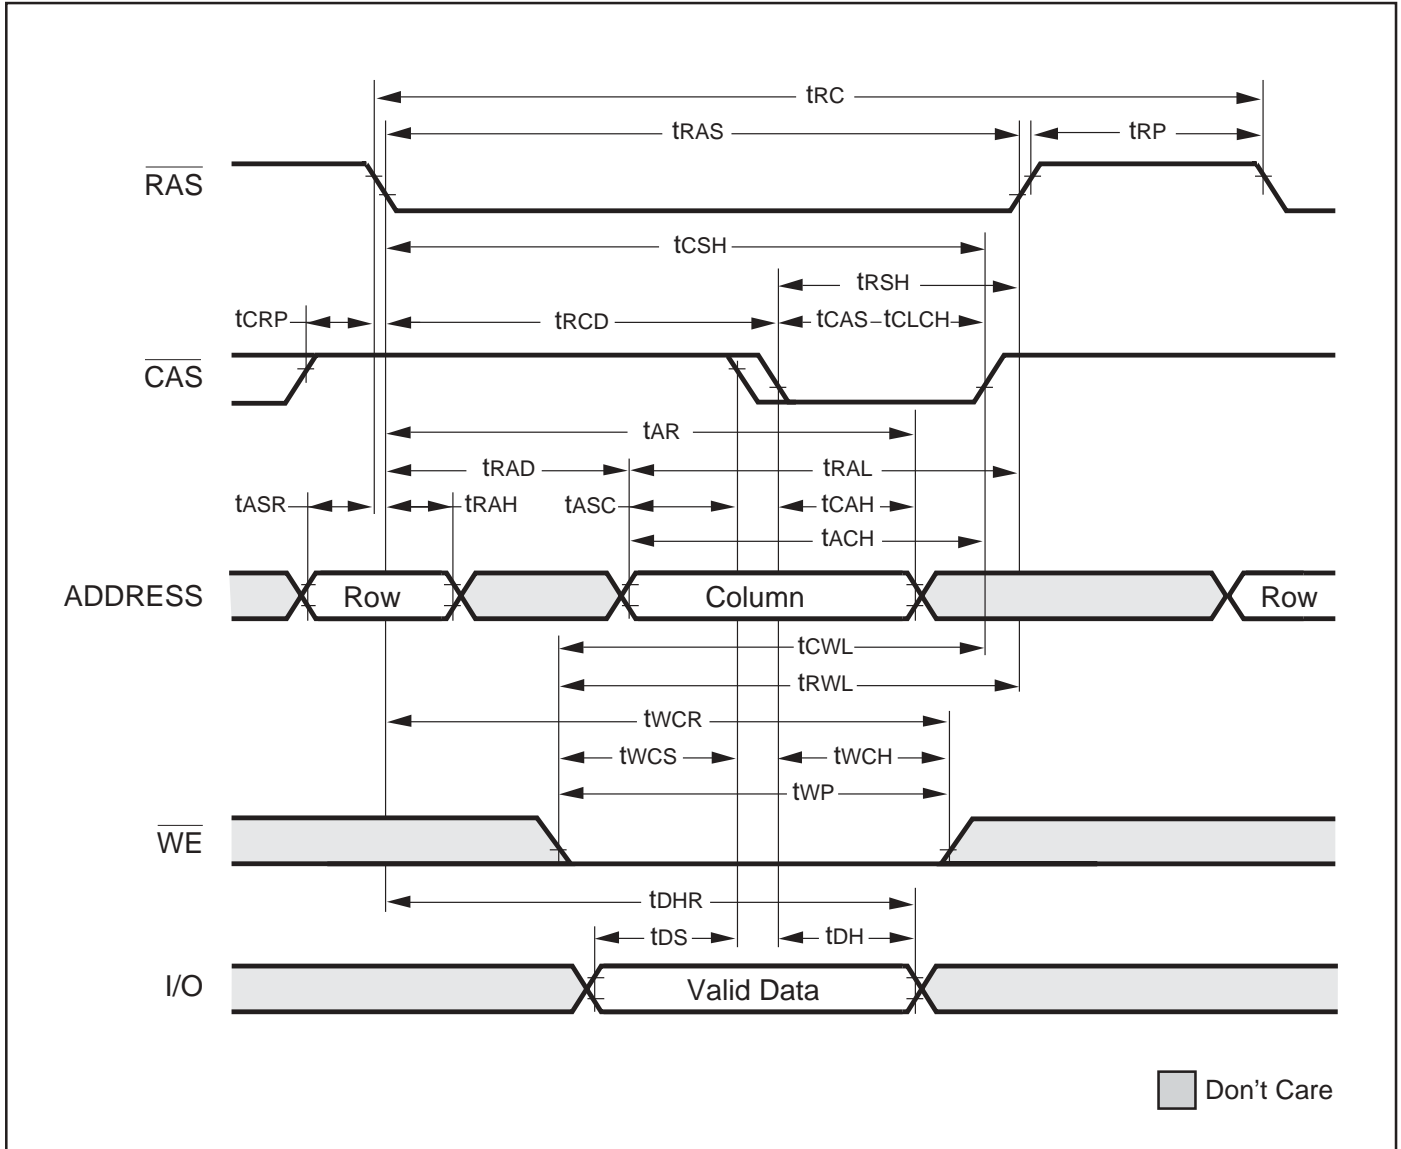 tRC
tRAS
tRP
RAS
tCSH
tRSH
tCRP
tRCD
tCAS tCLCH
CAS
tAR
tRAD
tRAL
tASR
tRAH
tASC
tCAH
tACH
ADDRESS
Row
Column
Row
tCWL
tRWL
tWCR
tWCS
tWCH
tWP
WE
tDHR
tDS
tDH
I/O
Valid Data
Don't Care